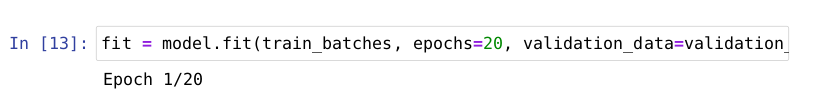 In [13]: fit = model.fit(train_batches, epochs=20, validation_data=validation_
Epoch 1/20